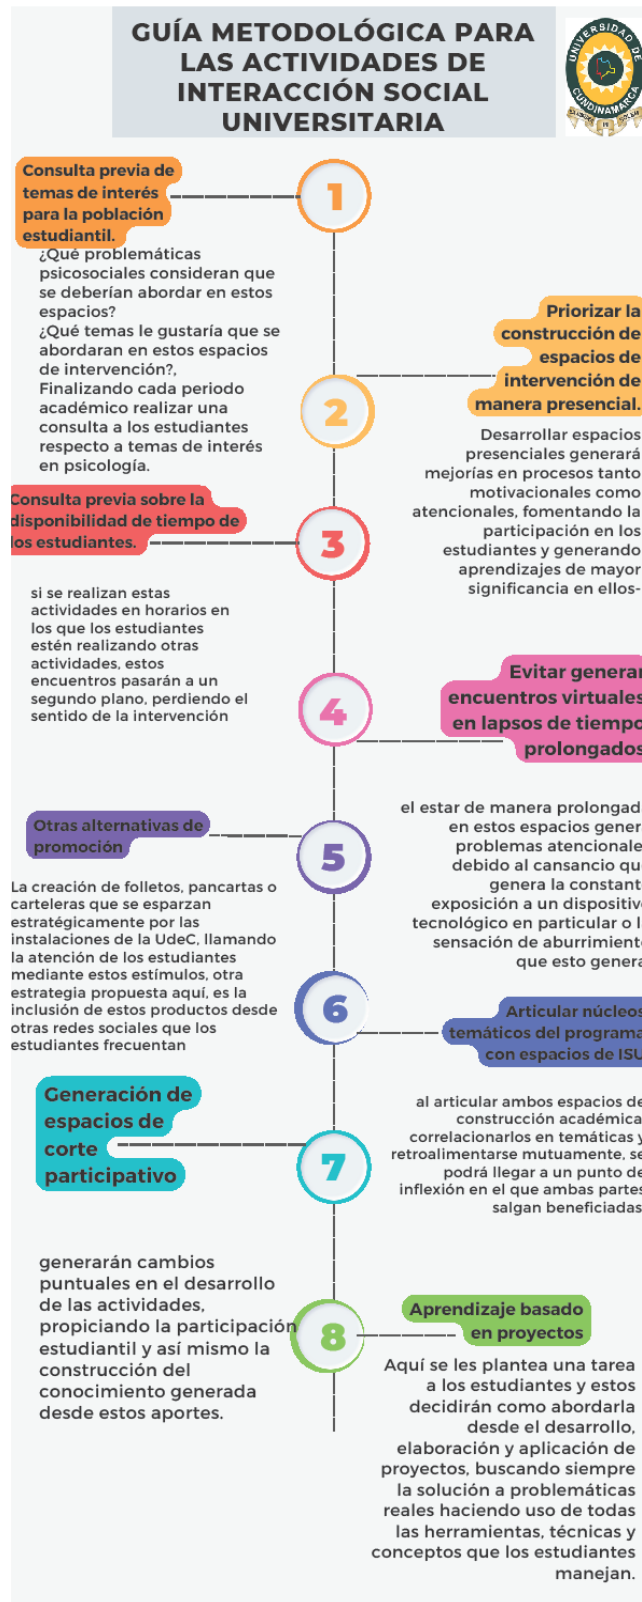 GUÍA METODOLÓGICA PARA
LAS ACTIVIDADES DE
INTERACCIÓN SOCIAL
UNIVERSITARIA
UNIVERSIDAD DE
CUNDINAMARCA
1
Consulta previa de
temas de interés
para la población
estudiantil.
¿Qué problemáticas
psicosociales consideran que
se deberían abordar en estos
espacios?
¿Qué temas le gustaría que se
abordaran en estos espacios
de intervención?,
Finalizando cada periodo
académico realizar una
consulta a los estudiantes
respecto a temas de interés
en psicología.
2
Priorizar la
construcción de
espacios de
intervención de
manera presencial.
Desarrollar espacios
presenciales generará
mejorías en procesos tanto
motivacionales como
atencionales, fomentando la
participación en los
estudiantes y generando
aprendizajes de mayor
significancia en ellos-
3
Consulta previa sobre la
disponibilidad de tiempo de
los estudiantes.
si se realizan estas
actividades en horarios en
los que los estudiantes
estén realizando otras
actividades, estos
encuentros pasarán a un
segundo plano, perdiendo el
sentido de la intervención
4
Evitar generar
encuentros virtuales
en lapsos de tiempo
prolongados
el estar de manera prolongad
en estos espacios gener
problemas atencionale
debido al cansancio qu
genera la constant
exposición a un dispositiv
tecnológico en particular o l
sensación de aburrimient
que esto genera
5
Otras alternativas de
promoción
La creación de folletos, pancartas o
carteleras que se esparzan
estratégicamente por las
instalaciones de la UdeC, llamando
la atención de los estudiantes
mediante estos estímulos, otra
estrategia propuesta aquí, es la
inclusión de estos productos desde
otras redes sociales que los
estudiantes frecuentan
6
Articular núcleos
temáticos del programa
con espacios de ISU
al articular ambos espacios de
construcción académica,
correlacionarlos en temáticas y
retroalimentarse mutuamente, se
podrá llegar a un punto de
inflexión en el que ambas partes
salgan beneficiadas
7
Generación de
espacios de
corte
participativo
generarán cambios
puntuales en el desarrollo
de las actividades,
propiciando la participación
estudiantil y así mismo la
construcción del
conocimiento generada
desde estos aportes.
8
Aprendizaje basado
en proyectos
Aquí se les plantea una tarea
a los estudiantes y estos
decidirán como abordarla
desde el desarrollo,
elaboración y aplicación de
proyectos, buscando siempre
la solución a problemáticas
reales haciendo uso de todas
las herramientas, técnicas y
conceptos que los estudiantes
manejan.